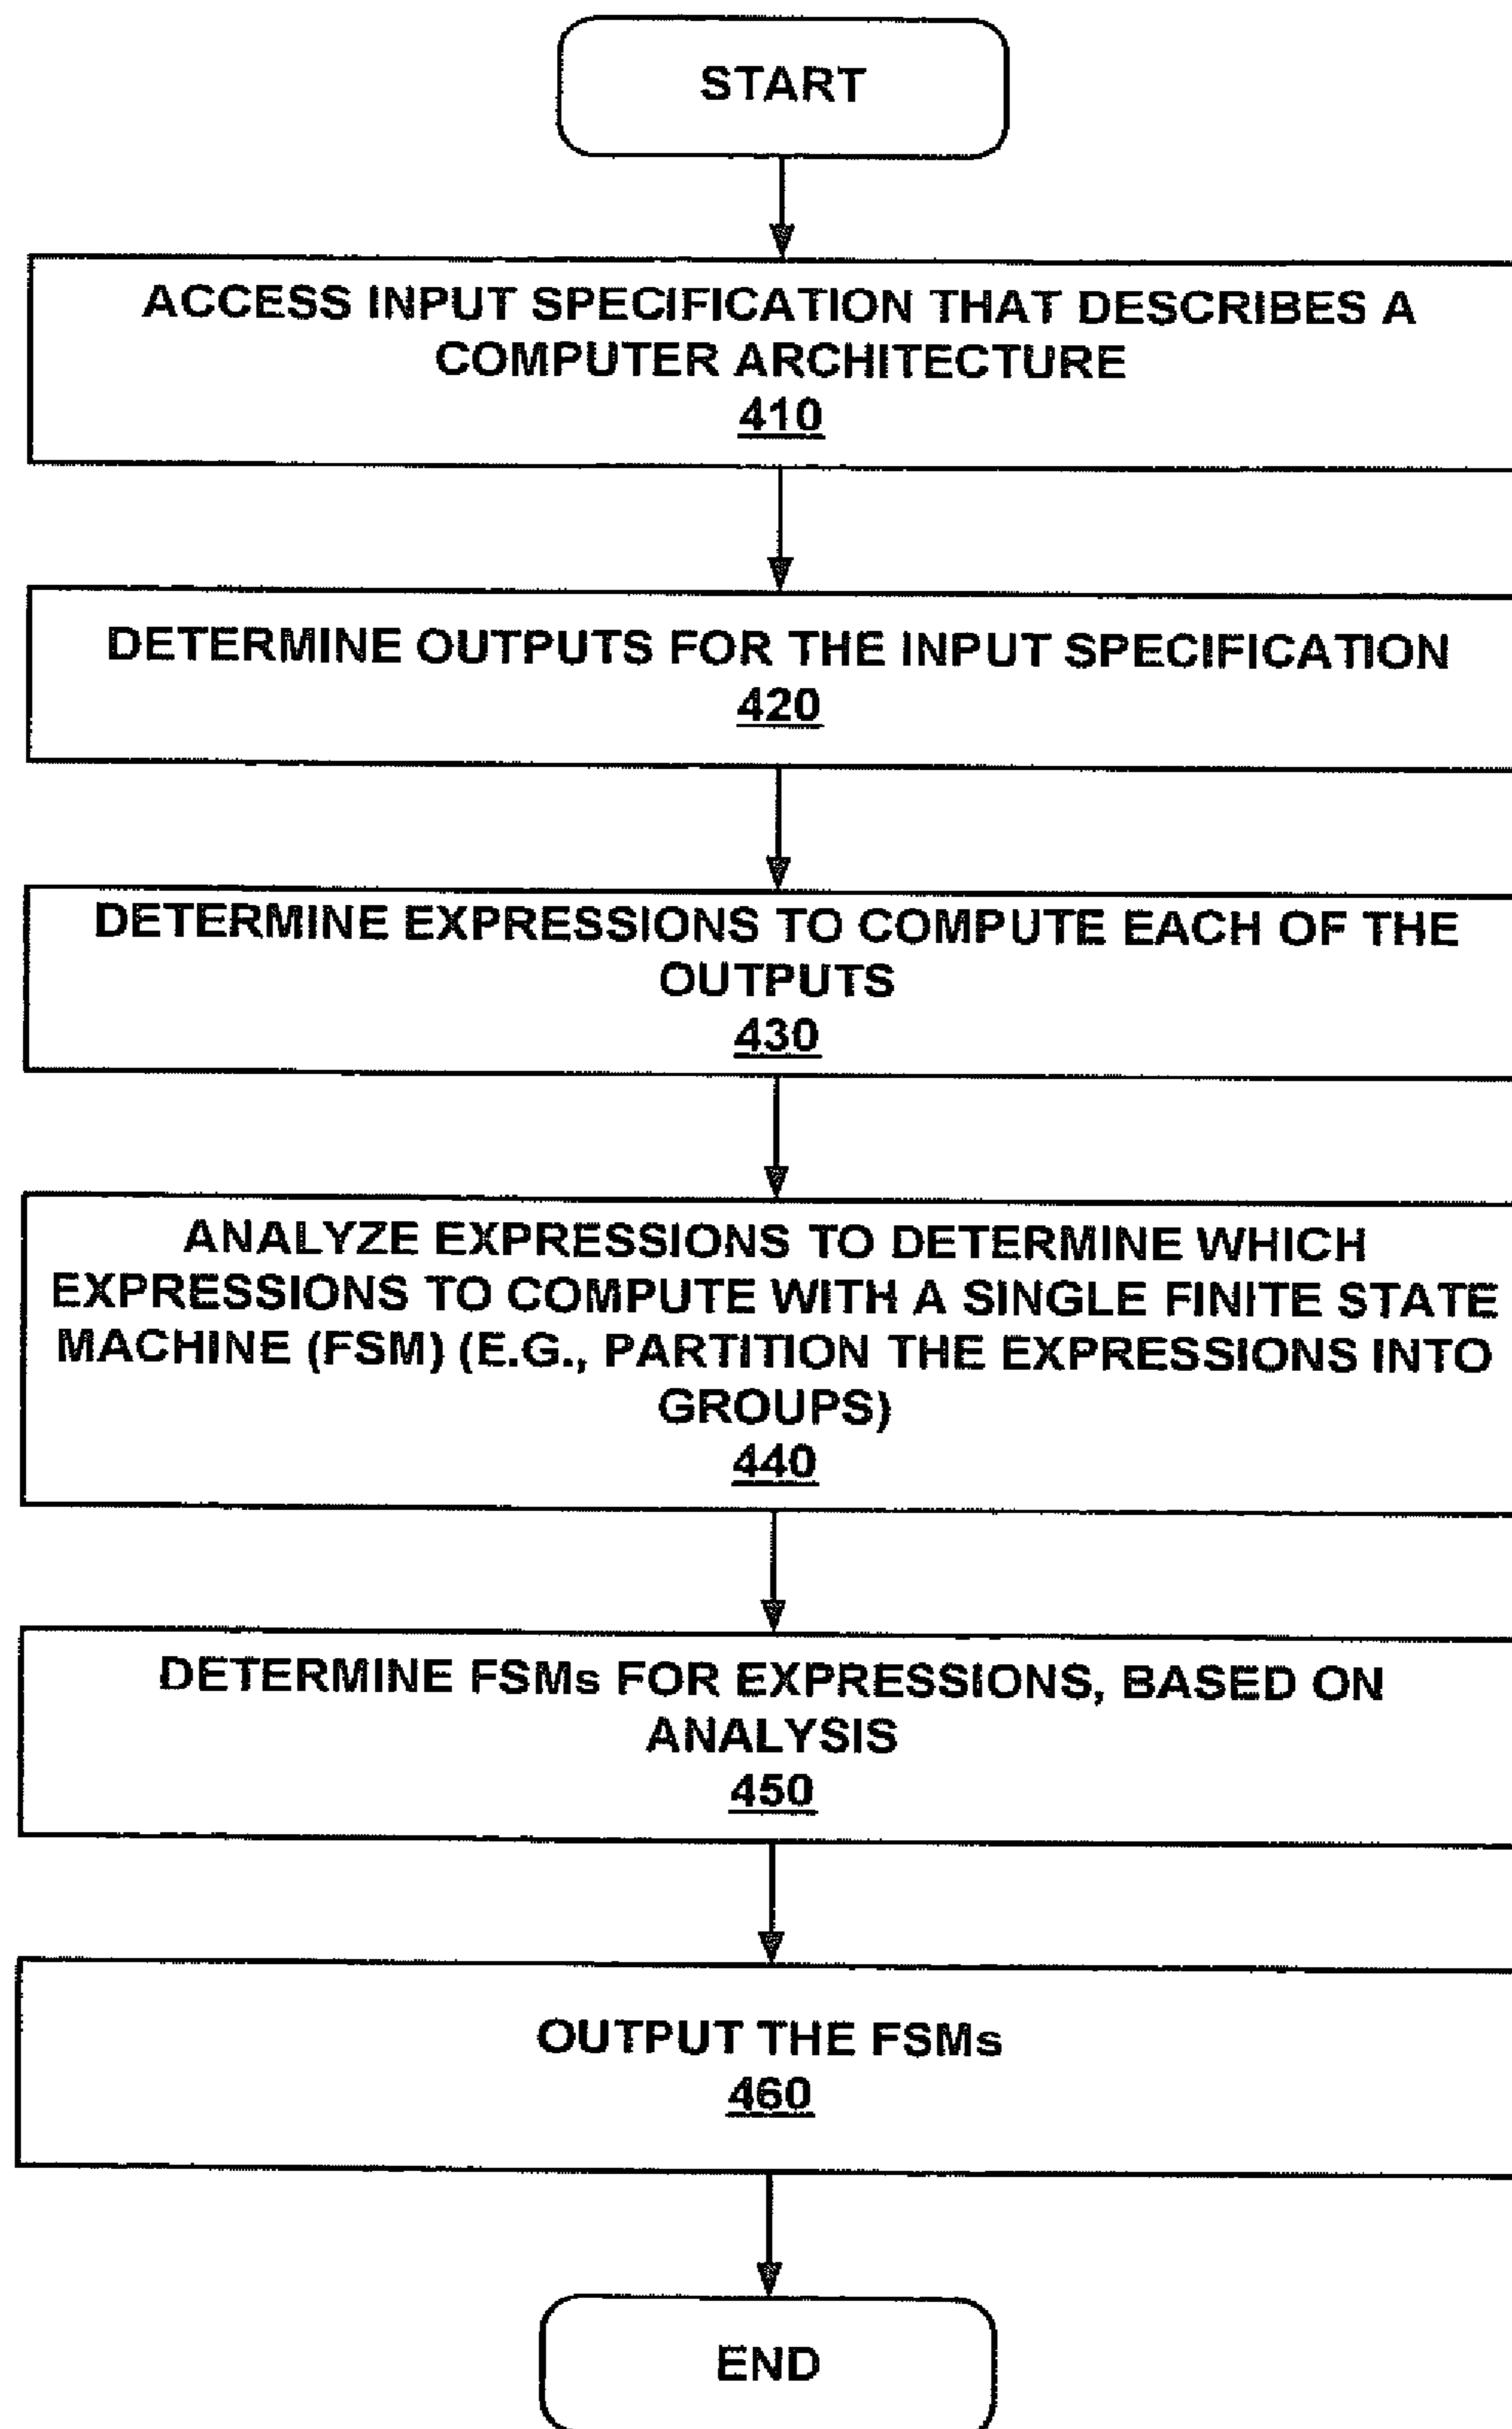 START
ACCESS INPUT SPECIFICATION THAT DESCRIBES A
COMPUTER ARCHITECTURE
410
DETERMINE OUTPUTS FOR THE INPUT SPECIFICATION
420
DETERMINE EXPRESSIONS TO COMPUTE EACH OF THE
OUTPUTS
430
ANALYZE EXPRESSIONS TO DETERMINE WHICH
EXPRESSIONS TO COMPUTE WITH A SINGLE FINITE STATE
MACHINE (FSM) (E.G., PARTITION THE EXPRESSIONS INTO
GROUPS)
440
DETERMINE FSMs FOR EXPRESSIONS, BASED ON
ANALYSIS
450
OUTPUT THE FSMs
460
END